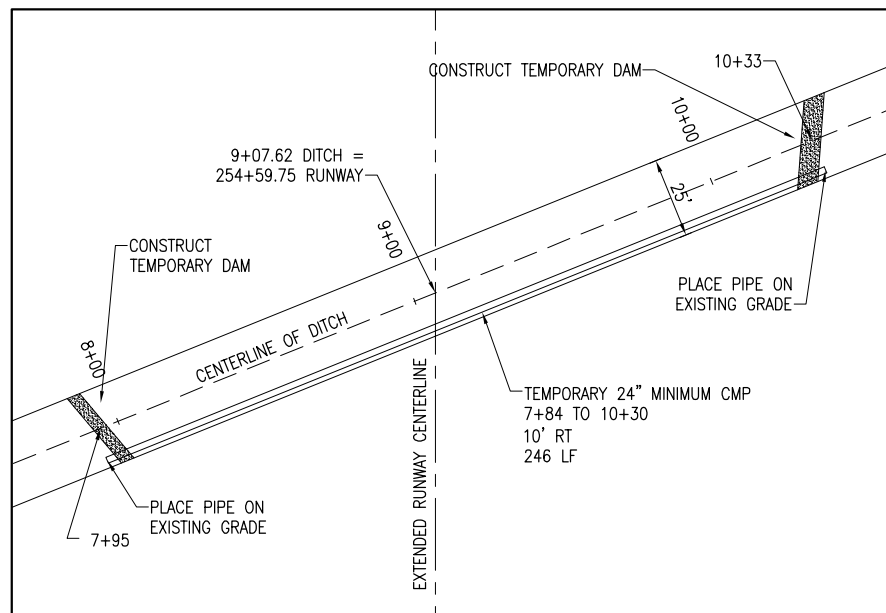 10+33
CONSTRUCT TEMPORARY DAM
10+00
9+07.62 DITCH =
254+59.75 RUNWAY
25'
9+00
CONSTRUCT
TEMPORARY DAM
PLACE PIPE ON
EXISTING GRADE
CENTERLINE OF DITCH
8+00
EXTENDED RUNWAY CENTERLINE
TEMPORARY 24" MINIMUM CMP
7+84 TO 10+30
10' RT
246 LF
PLACE PIPE ON
EXISTING GRADE
7+95